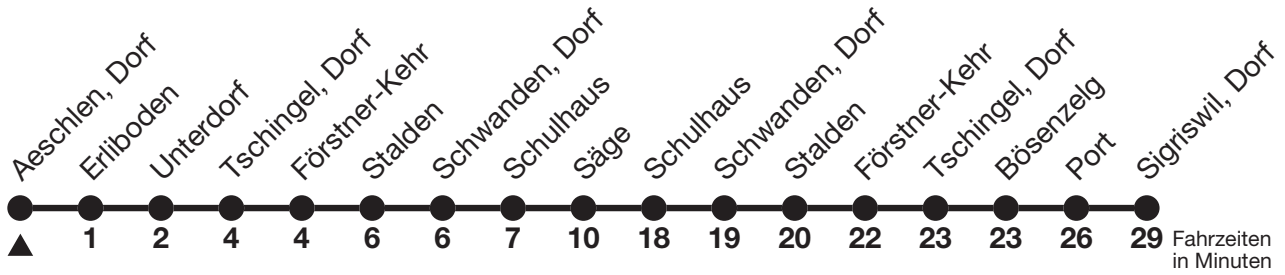 Aeschlen, Dorf
Erliboden
Unterdorf
Tschingel, Dorf
Förstner-Kehr
Stalden
Schwanden, Dorf
Schulhaus
Säge
Schulhaus
Schwanden, Dorf
Stalden
Förstner-Kehr
Tschingel, Dorf
Bösenzelg
Port
Sigriswil, Dorf
1 2 4 4 6 6 7 10 18 19 20 22 23 23 26 29 Fahrzeiten
in Minuten